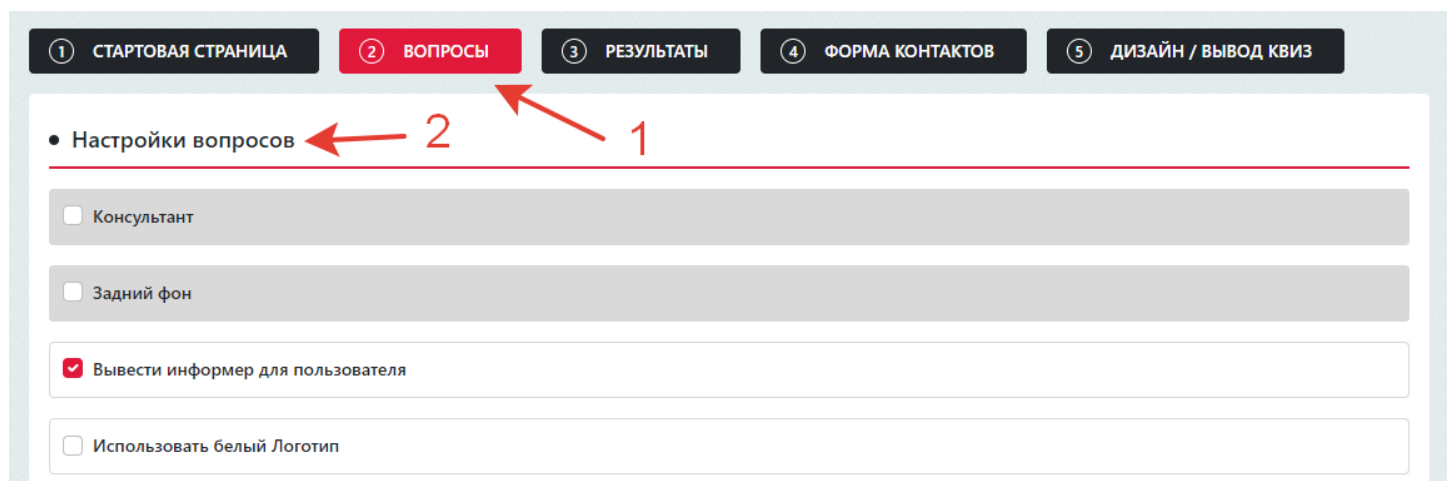 1 СТАРТОВАЯ СТРАНИЦА 2 ВОПРОСЫ 3 РЕЗУЛЬТАТЫ 4 ФОРМА КОНТАКТОВ 5 ДИЗАЙН / ВЫВОД КВИЗ
Настройки вопросов 2 1
Консультант
Задний фон
Вывести информер для пользователя
Использовать белый Логотип